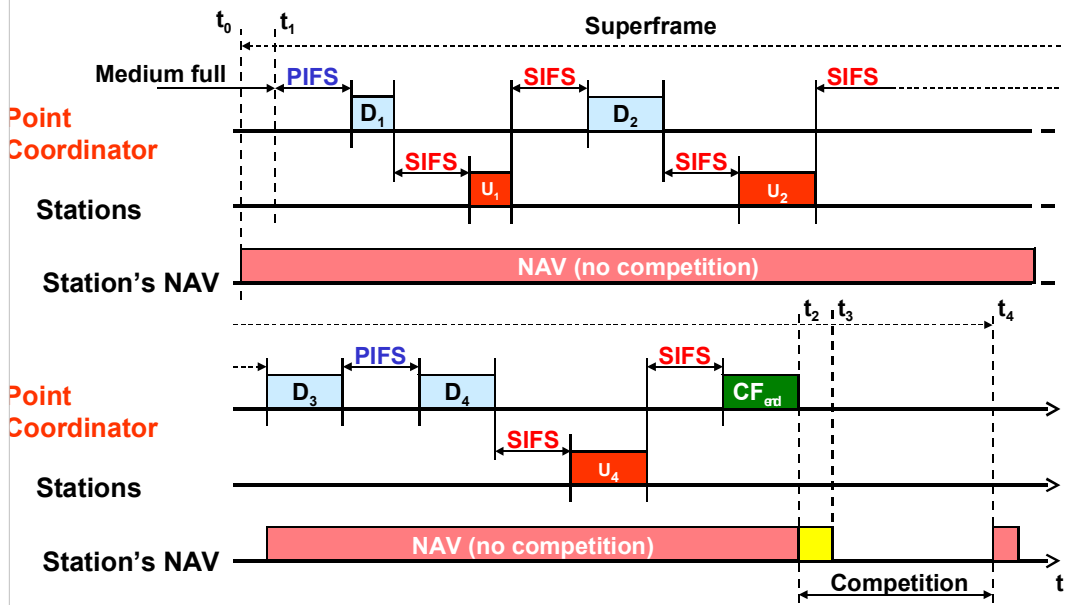 t0 t1 Superframe
Medium full PIFS SIFS SIFS
D1 D2
Point
Coordinator
SIFS SIFS
U1 U2
Stations
NAV (no competition)
Station's NAV
t2 t3 t4
PIFS SIFS
D3 D4 CFend
Point
Coordinator
SIFS
U4
Stations
NAV (no competition)
Station's NAV
Competition t